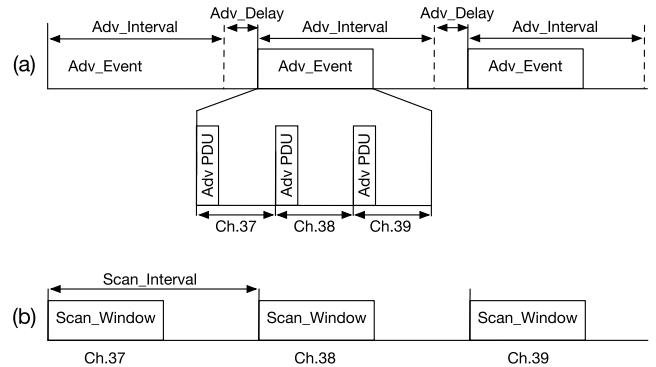 Adv_Delay Adv_Delay
Adv_Interval Adv_Interval Adv_Interval
(a) Adv_Event Adv_Event Adv_Event
Adv PDU Adv PDU Adv PDU
Ch.37 Ch.38 Ch.39
Scan_Interval
(b) Scan_Window Scan_Window Scan_Window
Ch.37 Ch.38 Ch.39